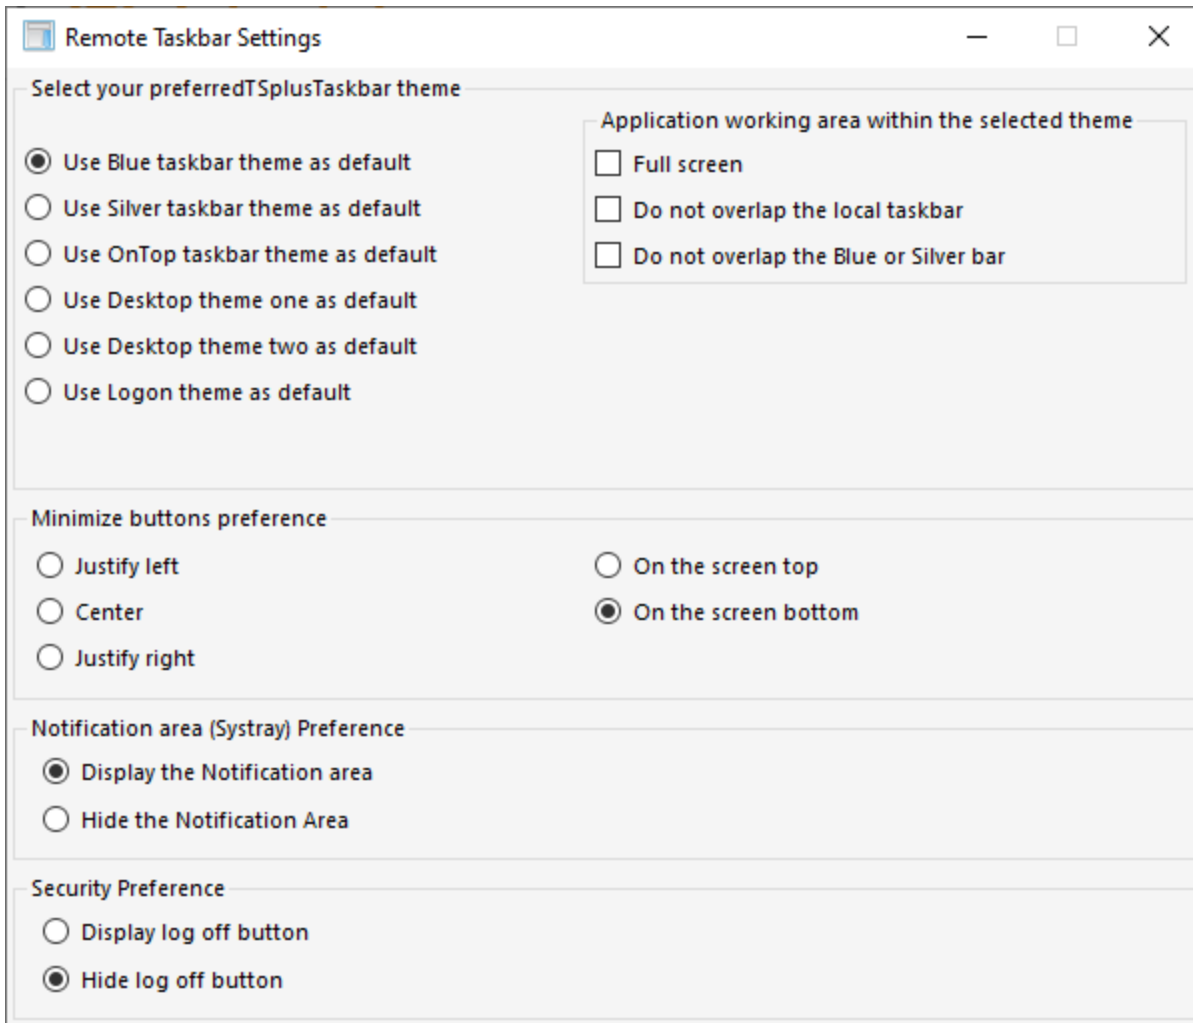 Remote Taskbar Settings
Select your preferredTSplusTaskbar theme
Use Blue taskbar theme as default
Use Silver taskbar theme as default
Use OnTop taskbar theme as default
Use Desktop theme one as default
Use Desktop theme two as default
Use Logon theme as default
Application working area within the selected theme
Full screen
Do not overlap the local taskbar
Do not overlap the Blue or Silver bar
Minimize buttons preference
Justify left
Center
Justify right
On the screen top
On the screen bottom
Notification area (Systray) Preference
Display the Notification area
Hide the Notification Area
Security Preference
Display log off button
Hide log off button